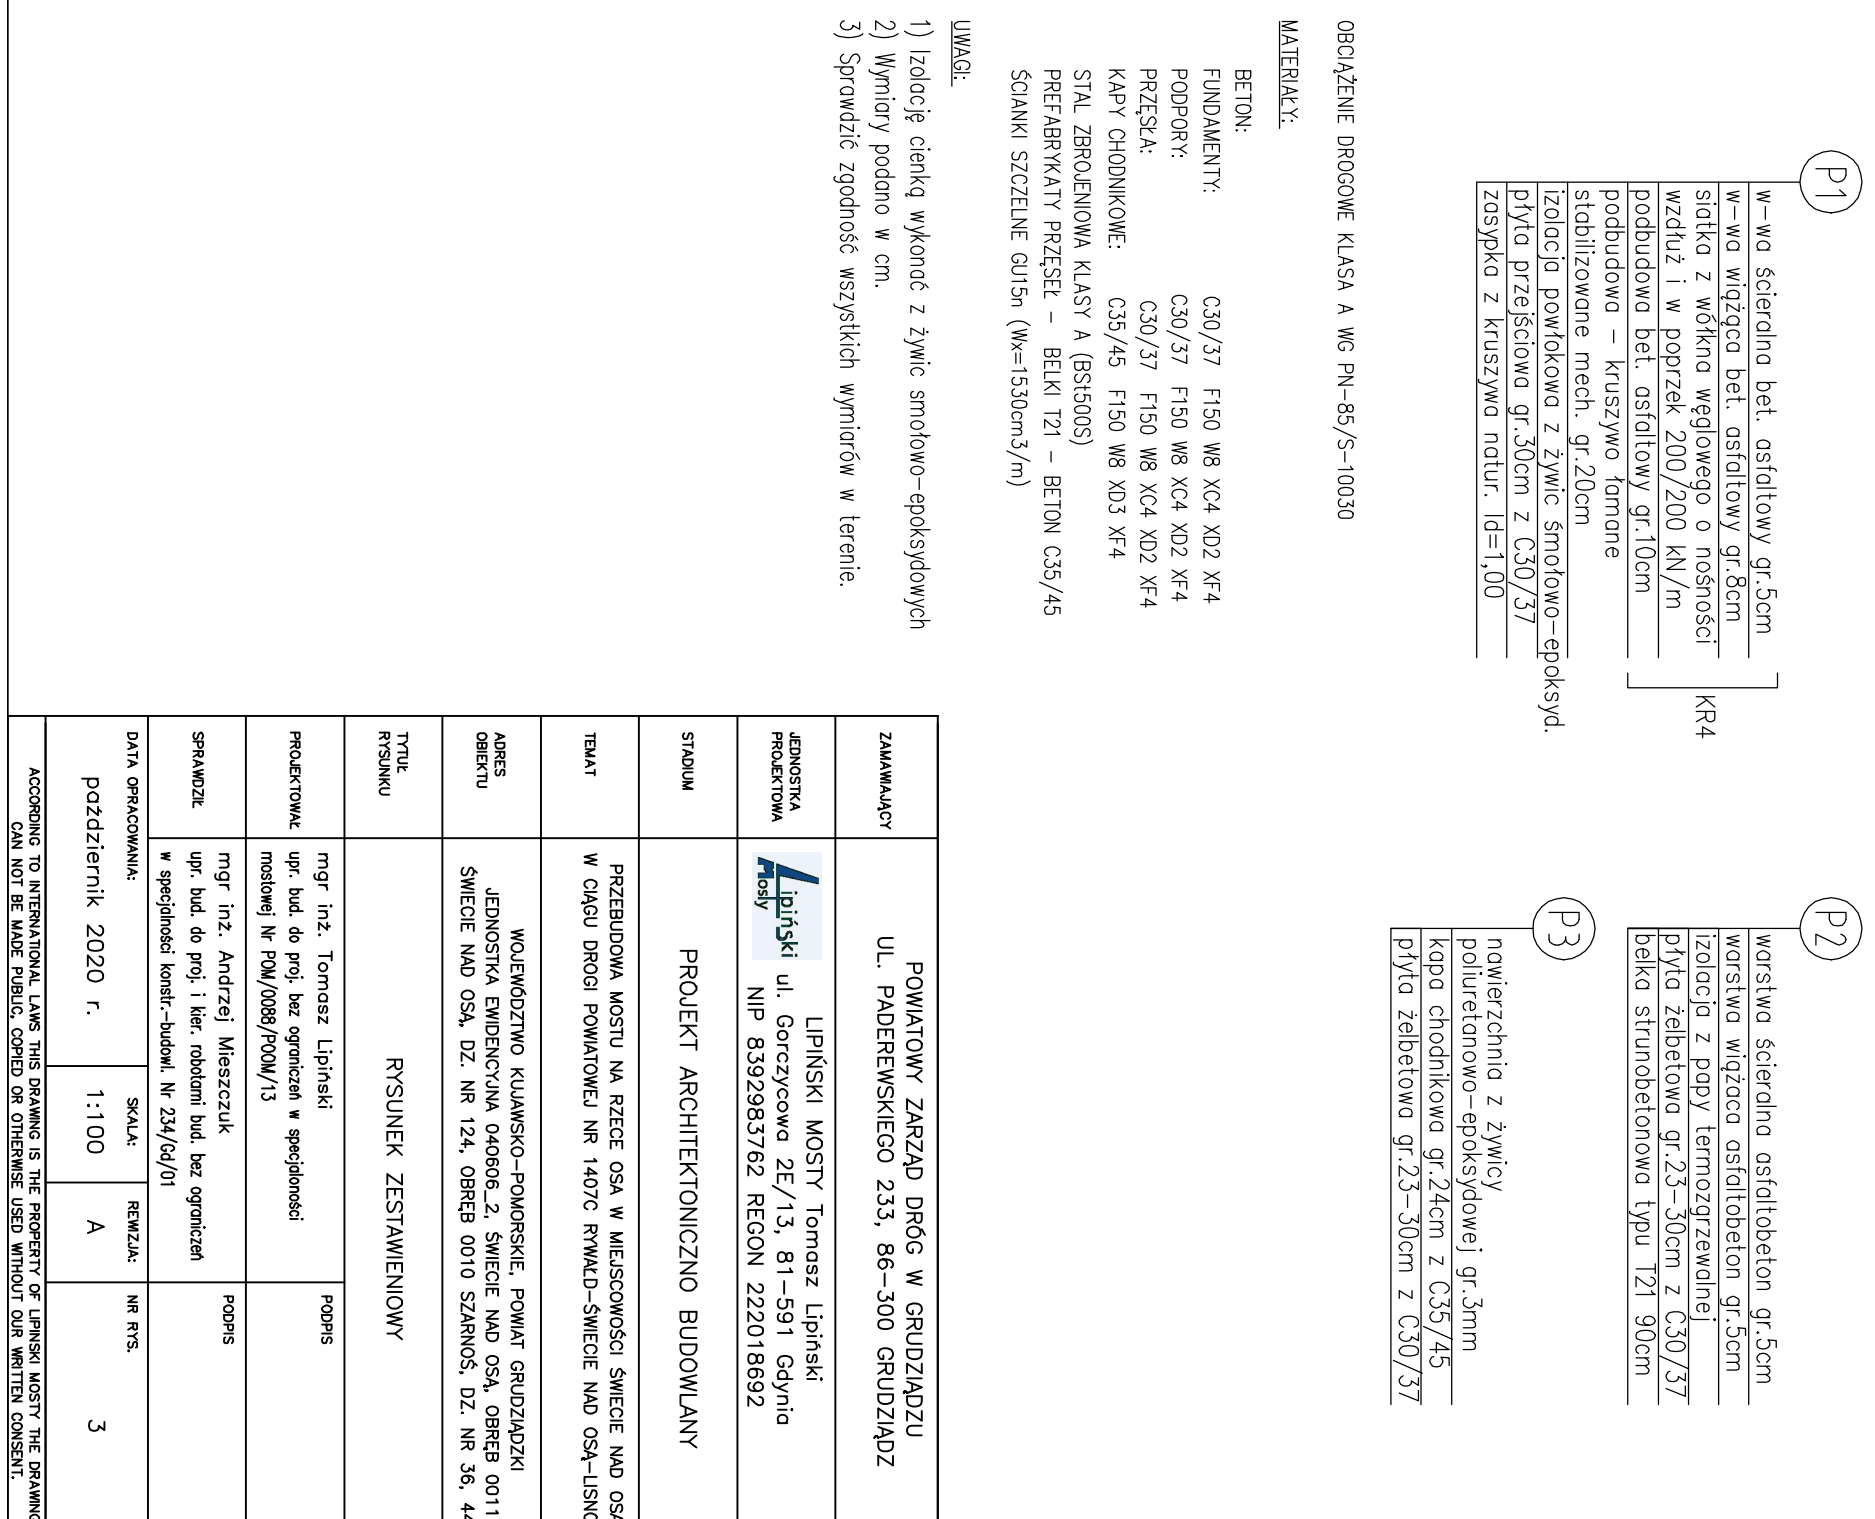 P1
w-wa ścieralna bet. asfaltowy gr.5cm
w-wa wiążąca bet. asfaltowy gr.8cm
siatka z wółkna węglowego o nośności
wzdłuż i w poprzek 200/200 kN/m
podbudowa bet. asfaltowy gr.10cm
podbudowa - kruszywo łamane
stabilizowane mech. gr.20cm
izolacja powłokowa z żywic smołowo-epoksyd.
płyta przejściowa gr.30cm z C30/37
zasypka z kruszywa natur. Id=1,00
KR4
P2
warstwa ścieralna asfaltobeton gr.5cm
warstwa wiążaca asfaltobeton gr.5cm
izolacja z papy termozgrzewalnej
płyta żelbetowa gr.23-30cm z C30/37
belka strunobetonowa typu T21 90cm
P3
nawierzchnia z żywicy
poliuretanowo-epoksydowej gr.3mm
kapa chodnikowa gr.24cm z C35/45
płyta żelbetowa gr.23-30cm z C30/37
OBCIĄŻENIE DROGOWE KLASA A WG PN-85/S-10030
MATERIAŁY:
BETON:
FUNDAMENTY: C30/37 F150 W8 XC4 XD2 XF4
PODPORY: C30/37 F150 W8 XC4 XD2 XF4
PRZĘSŁA: C30/37 F150 W8 XC4 XD2 XF4
KAPY CHODNIKOWE: C35/45 F150 W8 XD3 XF4
STAL ZBROJENIOWA KLASY A (BSt500S)
PREFABRYKATY PRZĘSEŁ - BELKI T21 - BETON C35/45
ŚCIANKI SZCZELNE GU15n (Wx=1530cm3/m)
UWAGI:
1) Izolację cienką wykonać z żywic smołowo-epoksydowych
2) Wymiary podano w cm.
3) Sprawdzić zgodność wszystkich wymiarów w terenie.
ZAMAWIAJĄCY
POWIATOWY ZARZĄD DRÓG W GRUDZIĄDZU
UL. PADEREWSKIEGO 233, 86-300 GRUDZIĄDZ
JEDNOSTKA
PROJEKTOWA
Lipiński
Mosty
LIPIŃSKI MOSTY Tomasz Lipiński
ul. Gorczycowa 2E/13, 81-591 Gdynia
NIP 8392983762 REGON 222018692
STADIUM
PROJEKT ARCHITEKTONICZNO BUDOWLANY
TEMAT
PRZEBUDOWA MOSTU NA RZECE OSA W MIEJSCOWOŚCI ŚWIECIE NAD OSĄ
W CIĄGU DROGI POWIATOWEJ NR 1407C RYWAŁD-ŚWIECIE NAD OSĄ-LISNO
ADRES
OBIEKTU
WOJEWÓDZTWO KUJAWSKO-POMORSKIE, POWIAT GRUDZIĄDZKI
JEDNOSTKA EWIDENCYJNA 040606_2, ŚWIECIE NAD OSĄ, OBRĘB 0011
ŚWIECIE NAD OSĄ, DZ. NR 124, OBRĘB 0010 SZARNOŚ, DZ. NR 36, 44
TYTUŁ
RYSUNKU
RYSUNEK ZESTAWIENIOWY
PROJEKTOWAŁ
mgr inż. Tomasz Lipiński
upr. bud. do proj. bez ograniczeń w specjaloności
mostowej Nr POM/0088/POOM/13
PODPIS
SPRAWDZIŁ
mgr inż. Andrzej Mieszczuk
upr. bud. do proj. i kier. robotami bud. bez ograniczeń
w specjalności konstr.-budowl. Nr 234/Gd/01
PODPIS
DATA OPRACOWANIA:
październik 2020 r.
SKALA:
1:100
REWIZJA:
A
NR RYS.
3
ACCORDING TO INTERNATIONAL LAWS THIS DRAWING IS THE PROPERTY OF LIPINSKI MOSTY THE DRAWING
CAN NOT BE MADE PUBLIC, COPIED OR OTHERWISE USED WITHOUT OUR WRITTEN CONSENT.